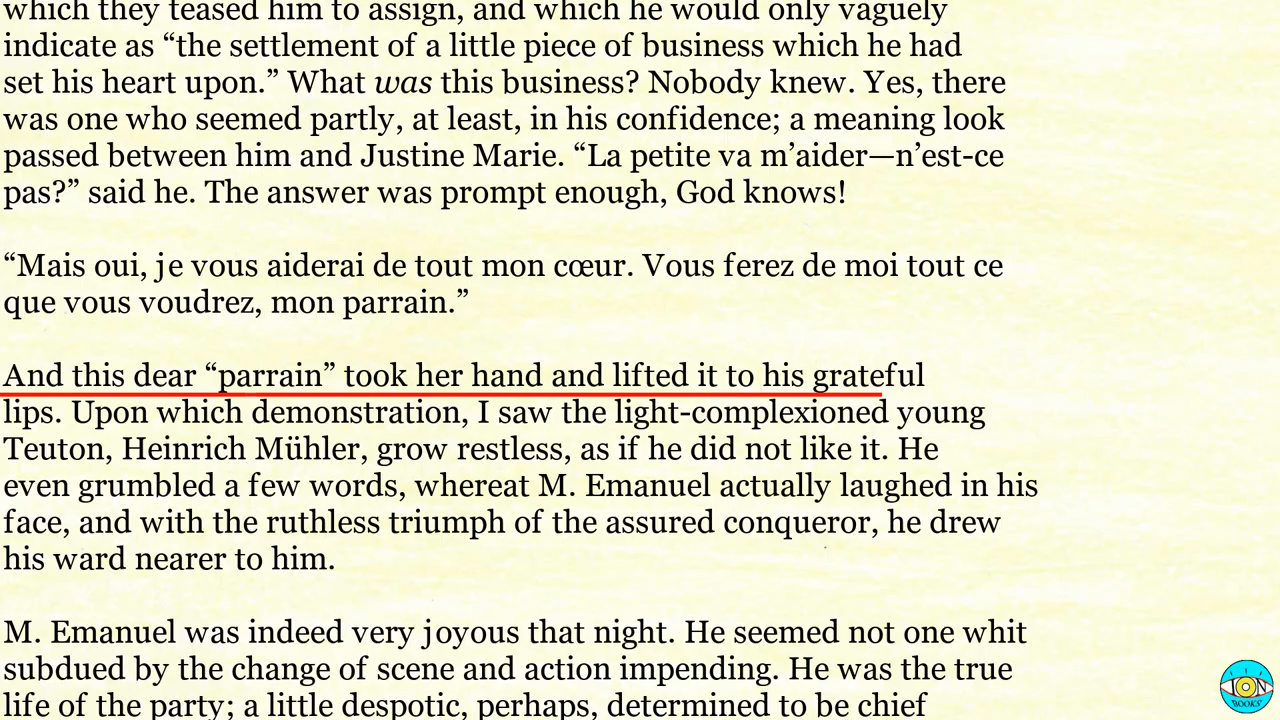 which they teased him to assign, and which he would only vaguely
indicate as “the settlement of a little piece of business which he had
set his heart upon.” What was this business? Nobody knew. Yes, there
was one who seemed partly, at least, in his confidence; a meaning look
passed between him and Justine Marie. “La petite va m’aider—n’est-ce
pas?” said he. The answer was prompt enough, God knows!
“Mais oui, je vous aiderai de tout mon cœur. Vous ferez de moi tout ce
que vous voudrez, mon parrain.”
And this dear “parrain” took her hand and lifted it to his grateful
lips. Upon which demonstration, I saw the light-complexioned young
Teuton, Heinrich Mühler, grow restless, as if he did not like it. He
even grumbled a few words, whereat M. Emanuel actually laughed in his
face, and with the ruthless triumph of the assured conqueror, he drew
his ward nearer to him.
M. Emanuel was indeed very joyous that night. He seemed not one whit
subdued by the change of scene and action impending. He was the true
life of the party; a little despotic, perhaps, determined to be chief
ION
BOOKS